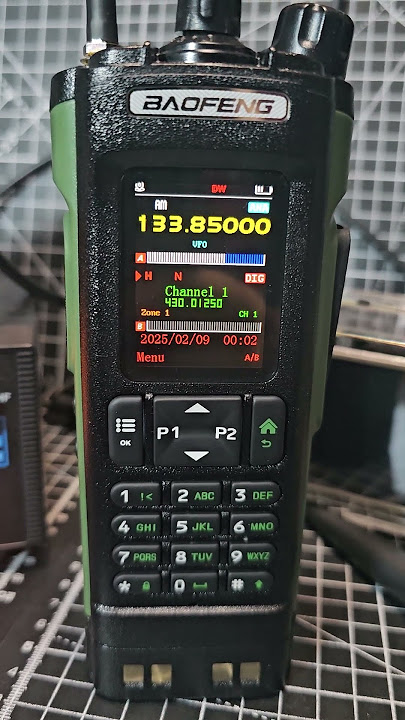 BAOFENG
DW
AM
133.85000
VFO
A
H N DIG
Channel 1
430.01250
Zone 1 CH 1
B
2025/02/09 00:02
Menu A/B
OK P1 P2
1 !< 2 ABC 3 DEF
4 GHI 5 JKL 6 MNO
7 PQRS 8 TUV 9 WXYZ
* 0 #